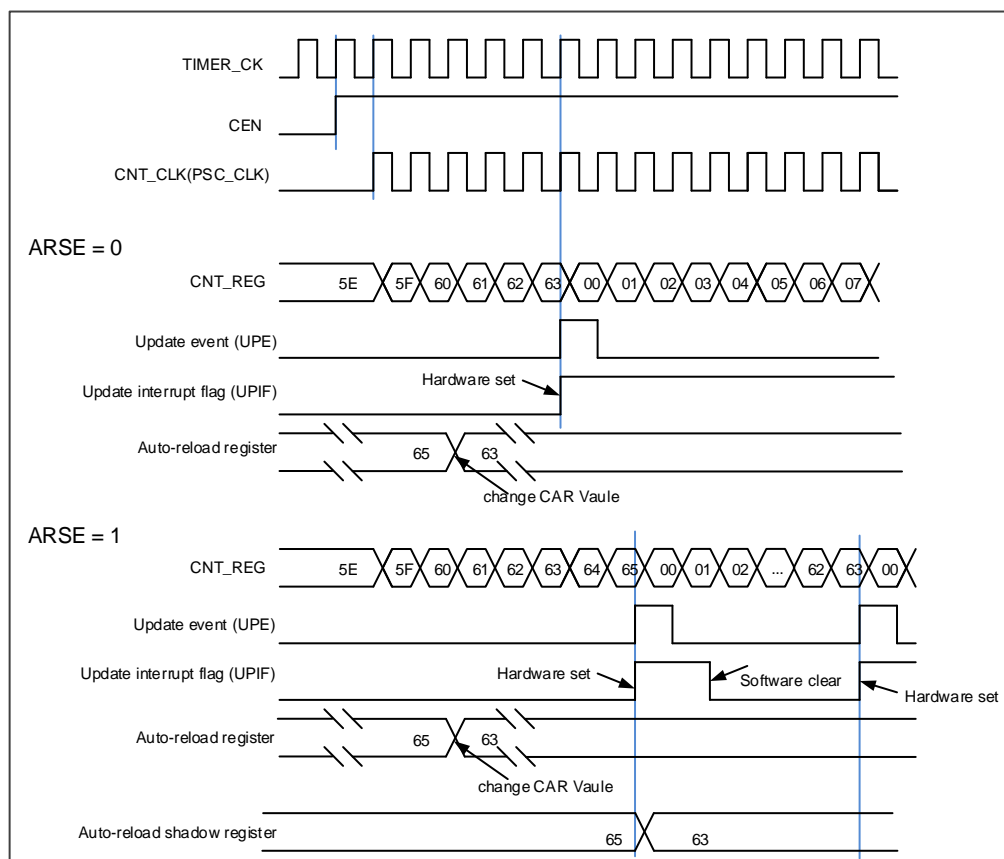 TIMER_CK
CEN
CNT_CLK(PSC_CLK)
ARSE = 0
CNT_REG 5E 5F 60 61 62 63 00 01 02 03 04 05 06 07
Update event (UPE)
Hardware set
Update interrupt flag (UPIF)
Auto-reload register 65 63
change CAR Vaule
ARSE = 1
CNT_REG 5E 5F 60 61 62 63 64 65 00 01 02 ... 62 63 00
Update event (UPE)
Update interrupt flag (UPIF) Hardware set Software clear Hardware set
Auto-reload register 65 63
change CAR Vaule
Auto-reload shadow register 65 63